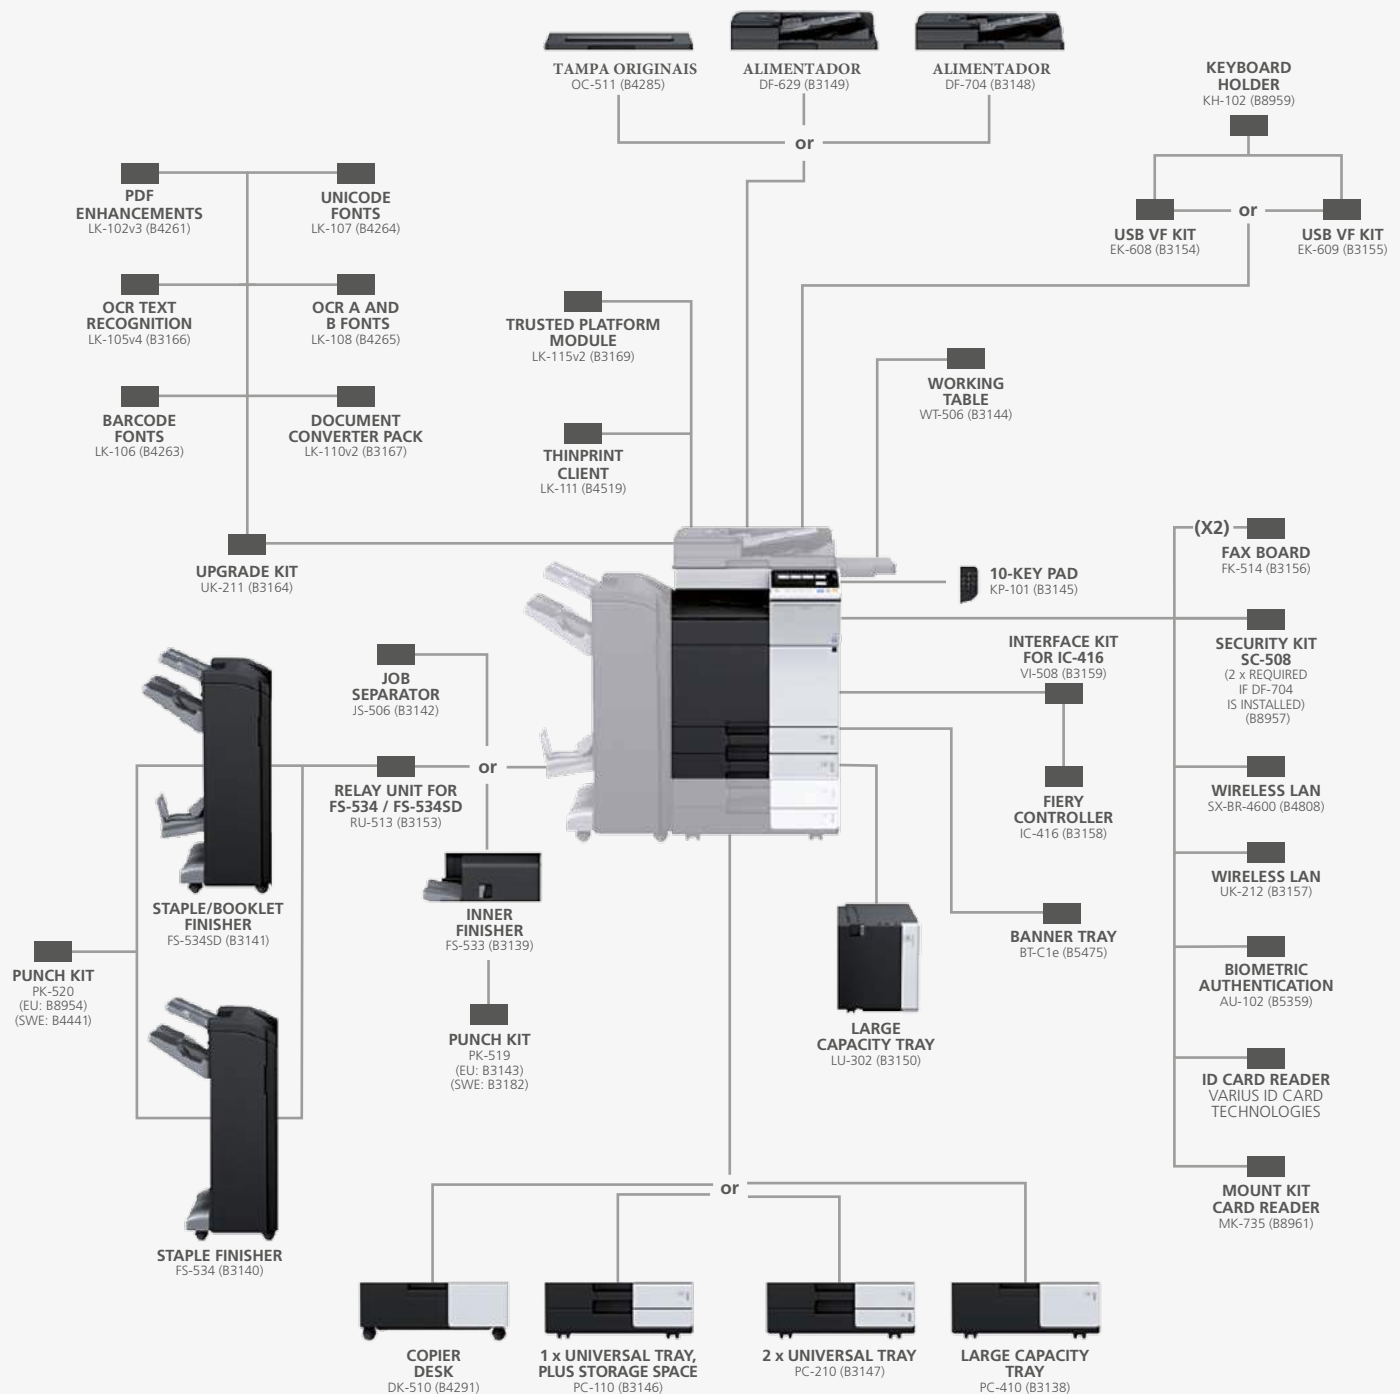 TAMPA ORIGINAIS
OC-511 (B4285)
ALIMENTADOR
DF-629 (B3149)
ALIMENTADOR
DF-704 (B3148)
or
KEYBOARD
HOLDER
KH-102 (B8959)
or
USB VF KIT
EK-608 (B3154)
USB VF KIT
EK-609 (B3155)
PDF
ENHANCEMENTS
LK-102v3 (B4261)
UNICODE
FONTS
LK-107 (B4264)
OCR TEXT
RECOGNITION
LK-105v4 (B3166)
OCR A AND
B FONTS
LK-108 (B4265)
BARCODE
FONTS
LK-106 (B4263)
DOCUMENT
CONVERTER PACK
LK-110v2 (B3167)
UPGRADE KIT
UK-211 (B3164)
TRUSTED PLATFORM
MODULE
LK-115v2 (B3169)
THINPRINT
CLIENT
LK-111 (B4519)
WORKING
TABLE
WT-506 (B3144)
10-KEY PAD
KP-101 (B3145)
INTERFACE KIT
FOR IC-416
VI-508 (B3159)
FIERY
CONTROLLER
IC-416 (B3158)
BANNER TRAY
BT-C1e (B5475)
LARGE
CAPACITY TRAY
LU-302 (B3150)
(X2)
FAX BOARD
FK-514 (B3156)
SECURITY KIT
SC-508
(2 x REQUIRED
IF DF-704
IS INSTALLED)
(B8957)
WIRELESS LAN
SX-BR-4600 (B4808)
WIRELESS LAN
UK-212 (B3157)
BIOMETRIC
AUTHENTICATION
AU-102 (B5359)
ID CARD READER
VARIUS ID CARD
TECHNOLOGIES
MOUNT KIT
CARD READER
MK-735 (B8961)
JOB
SEPARATOR
JS-506 (B3142)
or
RELAY UNIT FOR
FS-534 / FS-534SD
RU-513 (B3153)
INNER
FINISHER
FS-533 (B3139)
PUNCH KIT
PK-519
(EU: B3143)
(SWE: B3182)
STAPLE/BOOKLET
FINISHER
FS-534SD (B3141)
PUNCH KIT
PK-520
(EU: B8954)
(SWE: B4441)
STAPLE FINISHER
FS-534 (B3140)
or
COPIER
DESK
DK-510 (B4291)
1 x UNIVERSAL TRAY,
PLUS STORAGE SPACE
PC-110 (B3146)
2 x UNIVERSAL TRAY
PC-210 (B3147)
LARGE CAPACITY
TRAY
PC-410 (B3138)